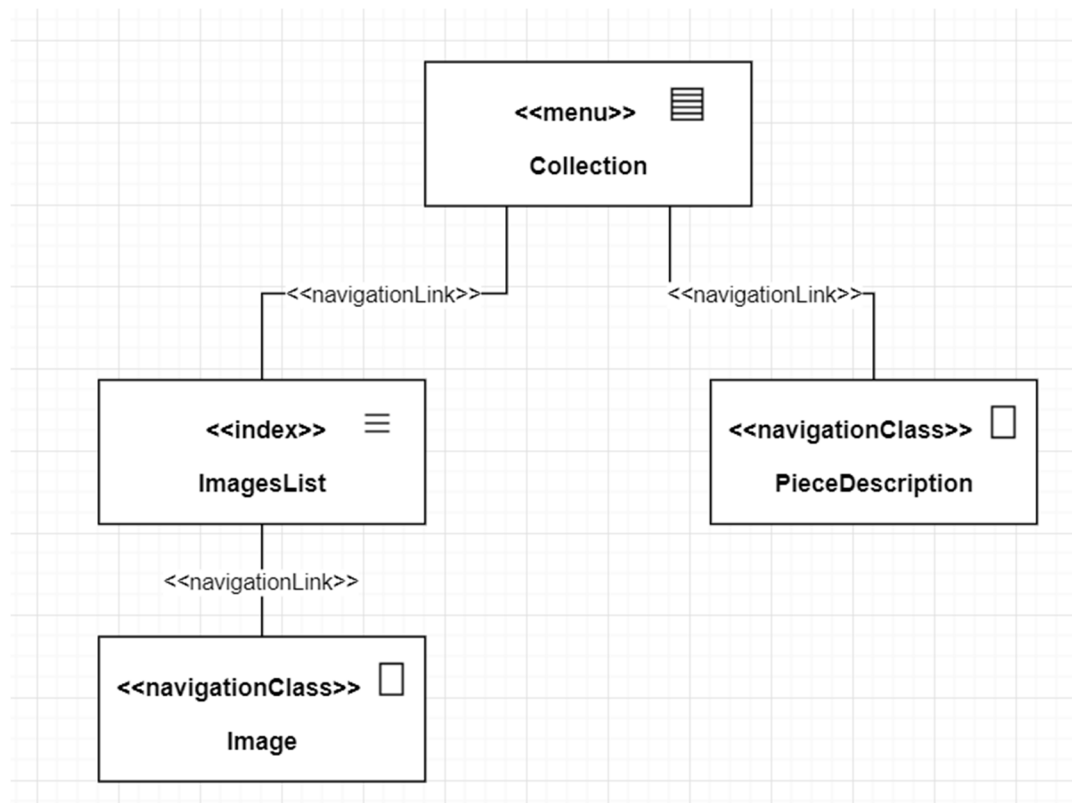 <<menu>>
Collection
<<navigationLink>>
<<navigationLink>>
<<index>>
ImagesList
<<navigationClass>>
PieceDescription
<<navigationLink>>
<<navigationClass>>
Image